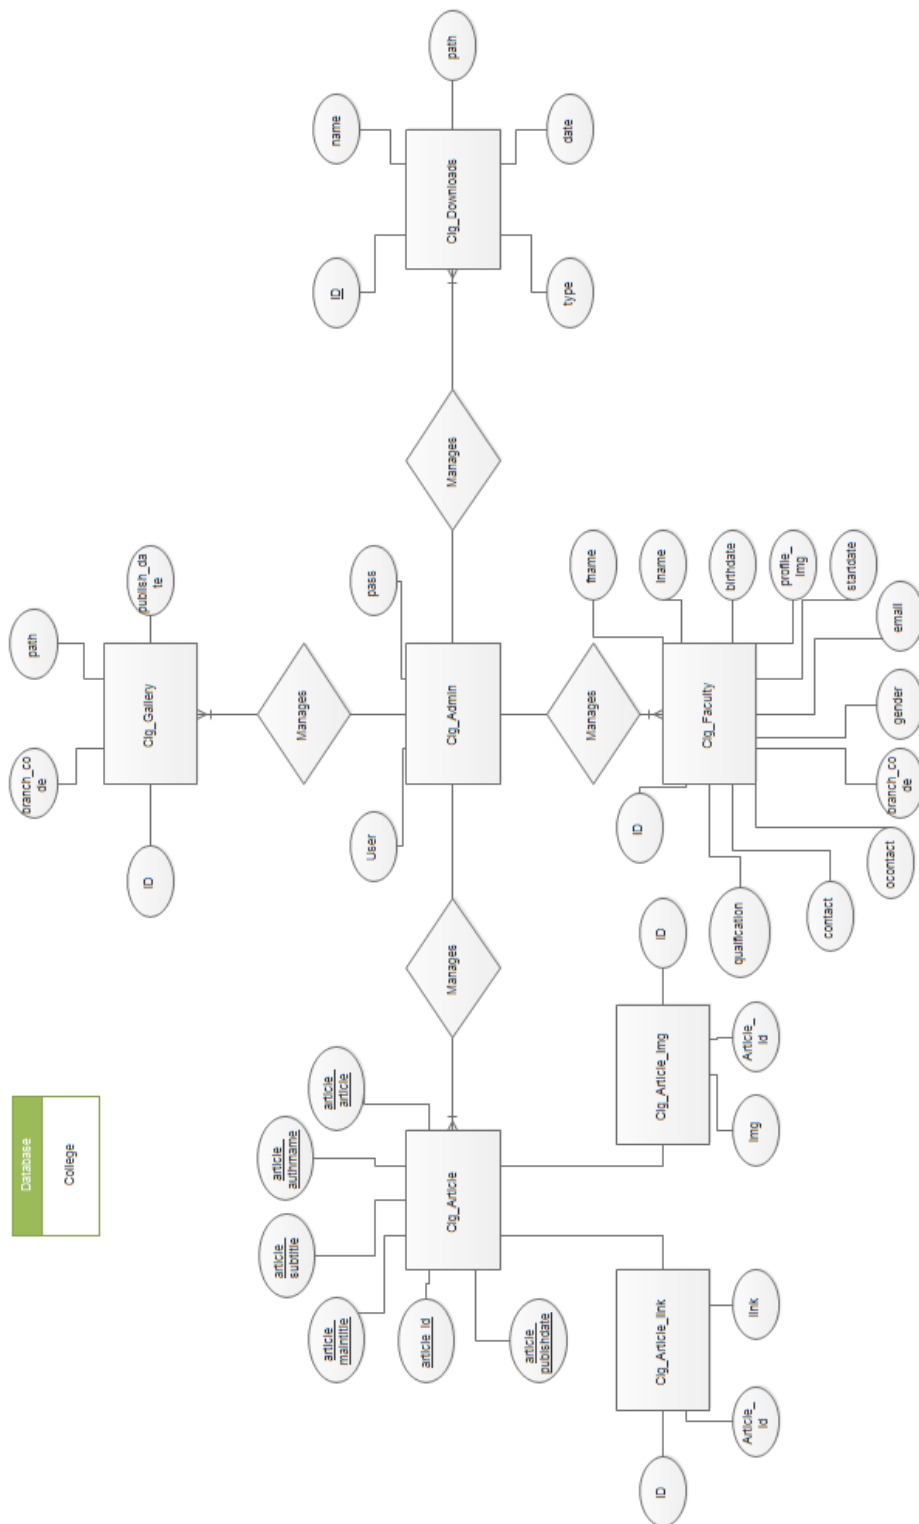 Database
College
ID
branch_co
de
path
publish_da
te
Clg_Gallery
Manages
article_
maintitle
article_
subtitle
article_
authrname
article_
article
article_id
article_
publishdate
Clg_Article
Manages
User
pass
Clg_Admin
Manages
ID
name
path
date
type
Clg_Downloads
Manages
ID
fname
lname
birthdate
profile_
img
startdate
email
gender
branch_co
de
ocontact
contact
qualification
Clg_Faculty
Clg_Article_link
ID
Article_
id
link
Clg_Article_img
ID
Article_
id
img